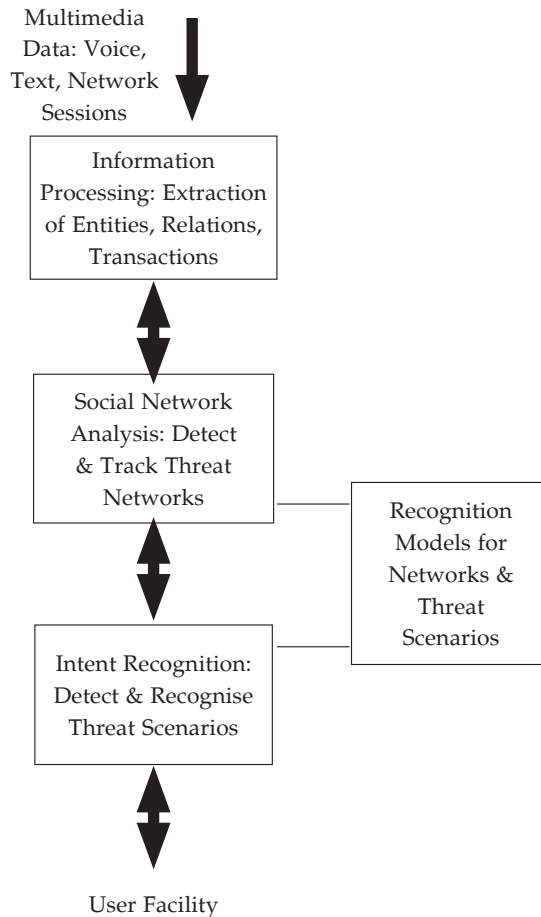 Multimedia
Data: Voice,
Text, Network
Sessions
Information
Processing: Extraction
of Entities, Relations,
Transactions
Social Network
Analysis: Detect
& Track Threat
Networks
Recognition
Models for
Networks &
Threat
Scenarios
Intent Recognition:
Detect & Recognise
Threat Scenarios
User Facility